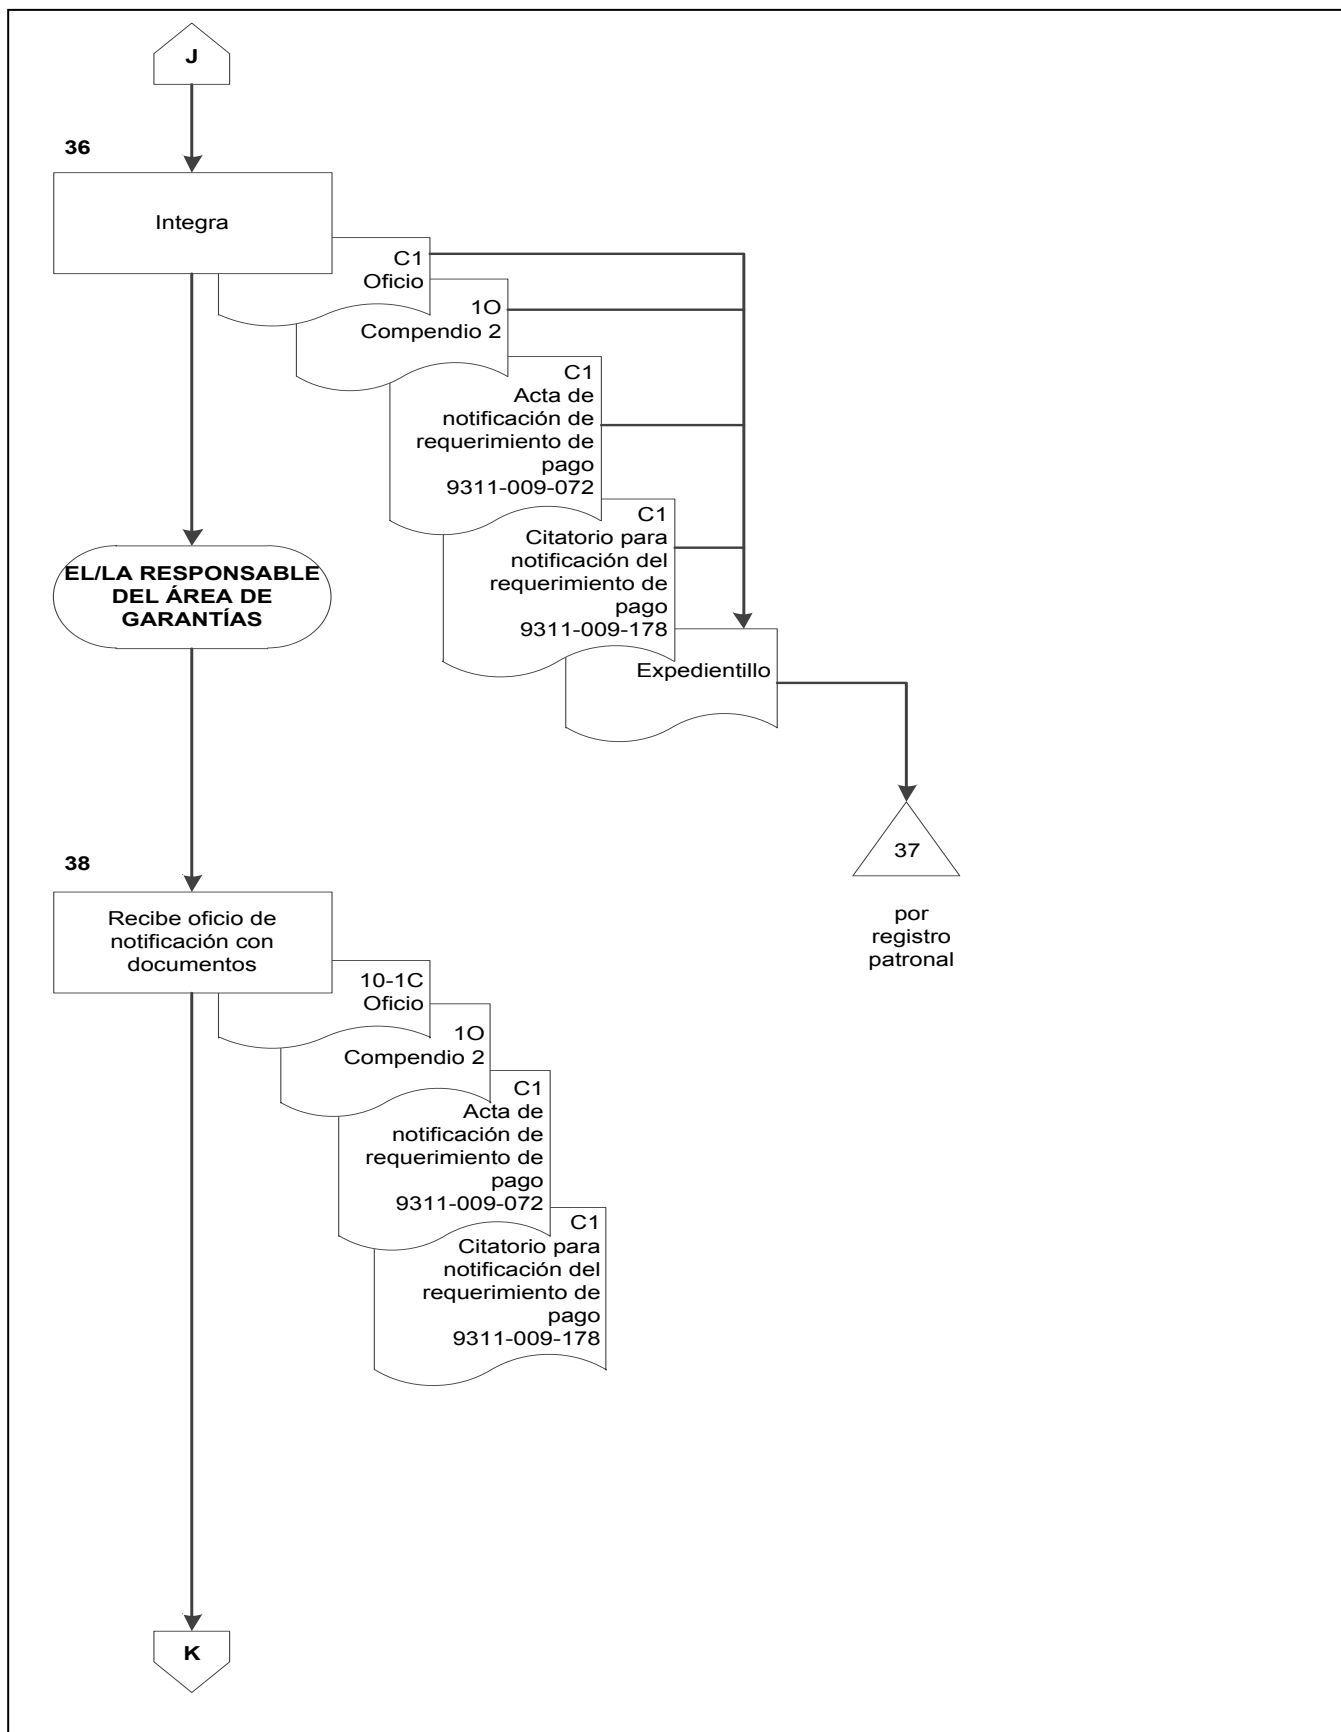 J
36
Integra
C1
Oficio
1O
Compendio 2
C1
Acta de
notificación de
requerimiento de
pago
9311-009-072
C1
Citatorio para
notificación del
requerimiento de
pago
9311-009-178
Expedientillo
EL/LA RESPONSABLE
DEL ÁREA DE
GARANTÍAS
37
por
registro
patronal
38
Recibe oficio de
notificación con
documentos
10-1C
Oficio
1O
Compendio 2
C1
Acta de
notificación de
requerimiento de
pago
9311-009-072
C1
Citatorio para
notificación del
requerimiento de
pago
9311-009-178
K